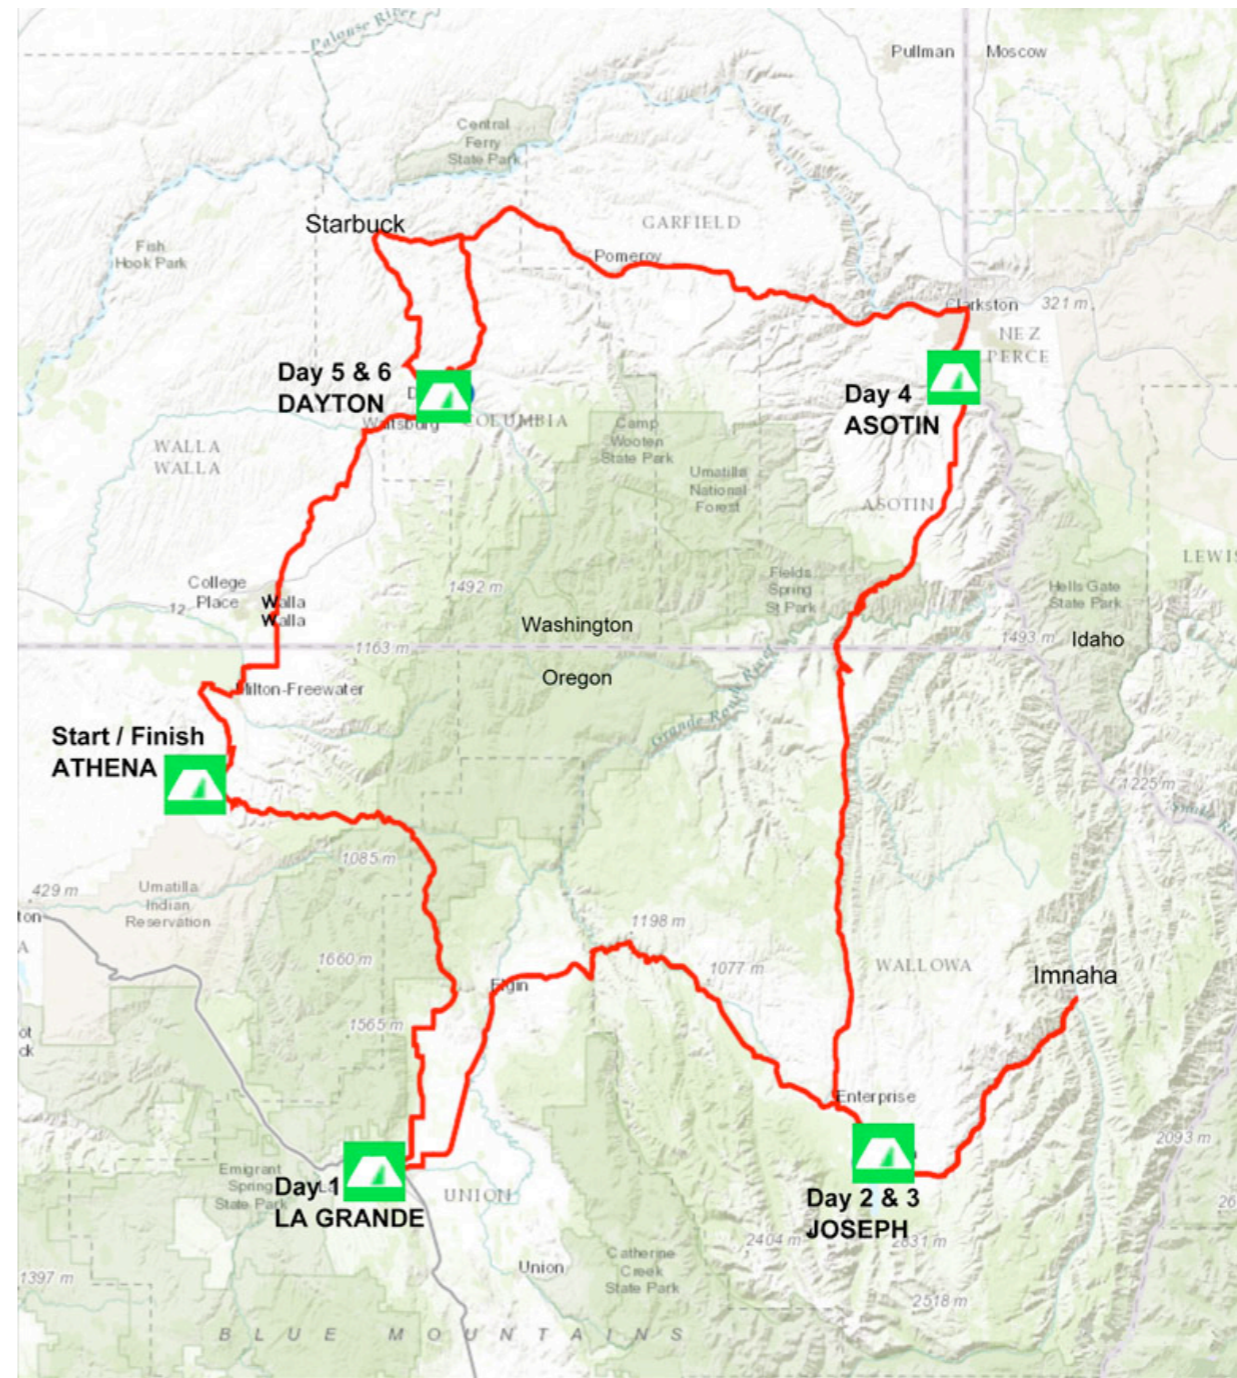 Palouse River
Pullman
Moscow
Central
Ferry
State Park
Starbuck
GARFIELD
Fish
Hook Park
Pomeroy
Clarkston
321 m
NEZ
PERCE
Day 5 & 6
DAYTON
D
Waitsburg
COLUMBIA
Day 4
ASOTIN
WALLA
WALLA
Camp
Wooten
State Park
Umatilla
National
Forest
ASOTIN
LEWIS
College
Place
12
Walla
Walla
1492 m
Fields
Spring
St Park
Hells Gate
State Park
Washington
1163 m
1493 m
Idaho
Oregon
Milton-Freewater
Grande Ronde River
Start / Finish
ATHENA
1225 m
1085 m
429 m
ton
A
Umatilla
Indian
Reservation
1198 m
1660 m
1077 m
WALLOWA
Imnaha
Elgin
1565 m
ot
ck
Enterprise
2093 m
Emigrant
Spring
State Park
Day 1
LA GRANDE
UNION
Day 2 & 3
JOSEPH
2404 m
2631 m
Union
Catherine
Creek
State Park
1397 m
2518 m
BLUE MOUNTAINS